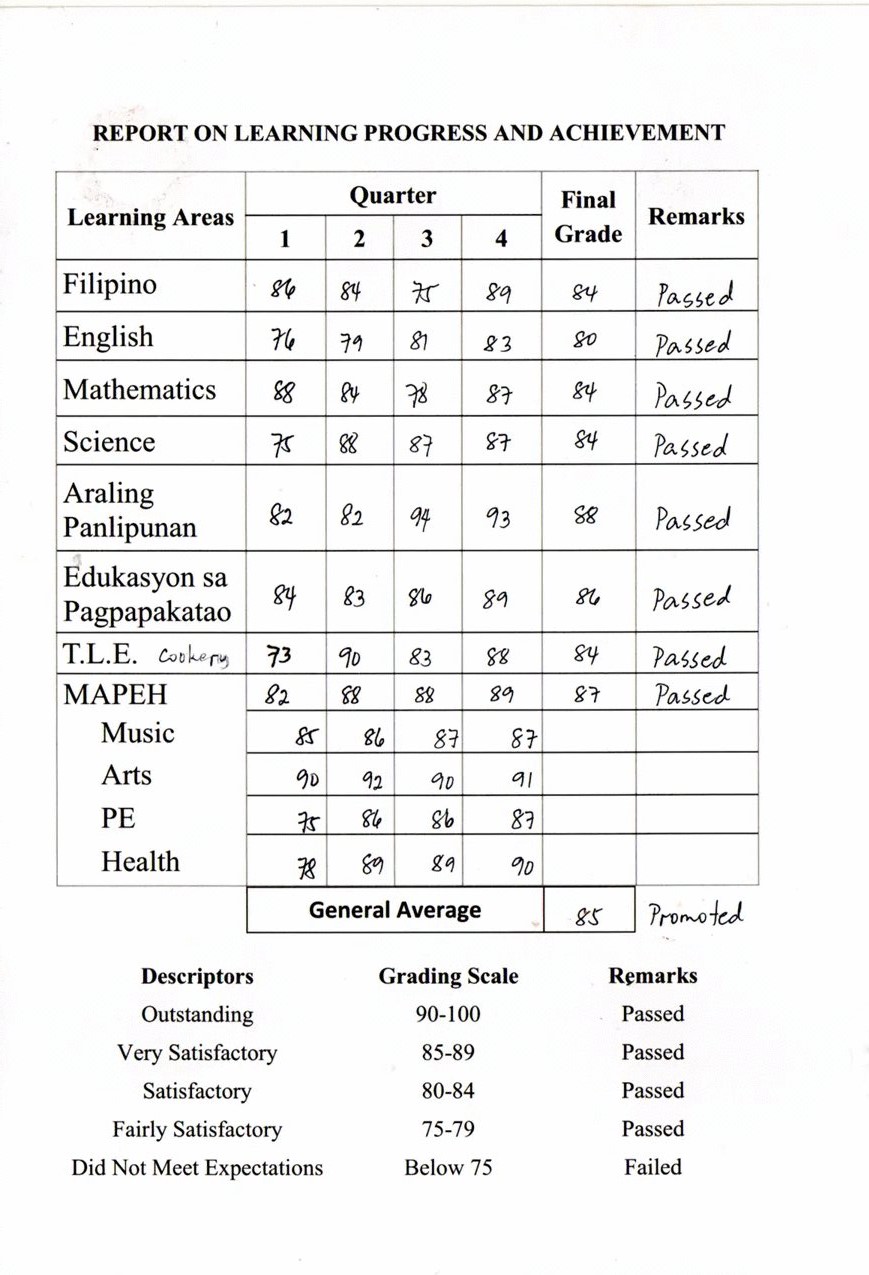 REPORT ON LEARNING PROGRESS AND ACHIEVEMENT
Learning Areas Quarter Final Grade Remarks
1 2 3 4
Filipino 86 84 75 89 84 Passed
English 76 79 81 83 80 Passed
Mathematics 88 84 78 87 84 Passed
Science 75 88 87 87 84 Passed
Araling
Panlipunan 82 82 94 93 88 Passed
Edukasyon sa
Pagpapakatao 84 83 86 89 86 Passed
T.L.E. Cookery 73 90 83 88 84 Passed
MAPEH 82 88 88 89 87 Passed
Music 85 86 87 87
Arts 90 92 90 91
PE 75 86 86 87
Health 78 89 89 90
General Average 85 Promoted
Descriptors Grading Scale Remarks
Outstanding 90-100 Passed
Very Satisfactory 85-89 Passed
Satisfactory 80-84 Passed
Fairly Satisfactory 75-79 Passed
Did Not Meet Expectations Below 75 Failed